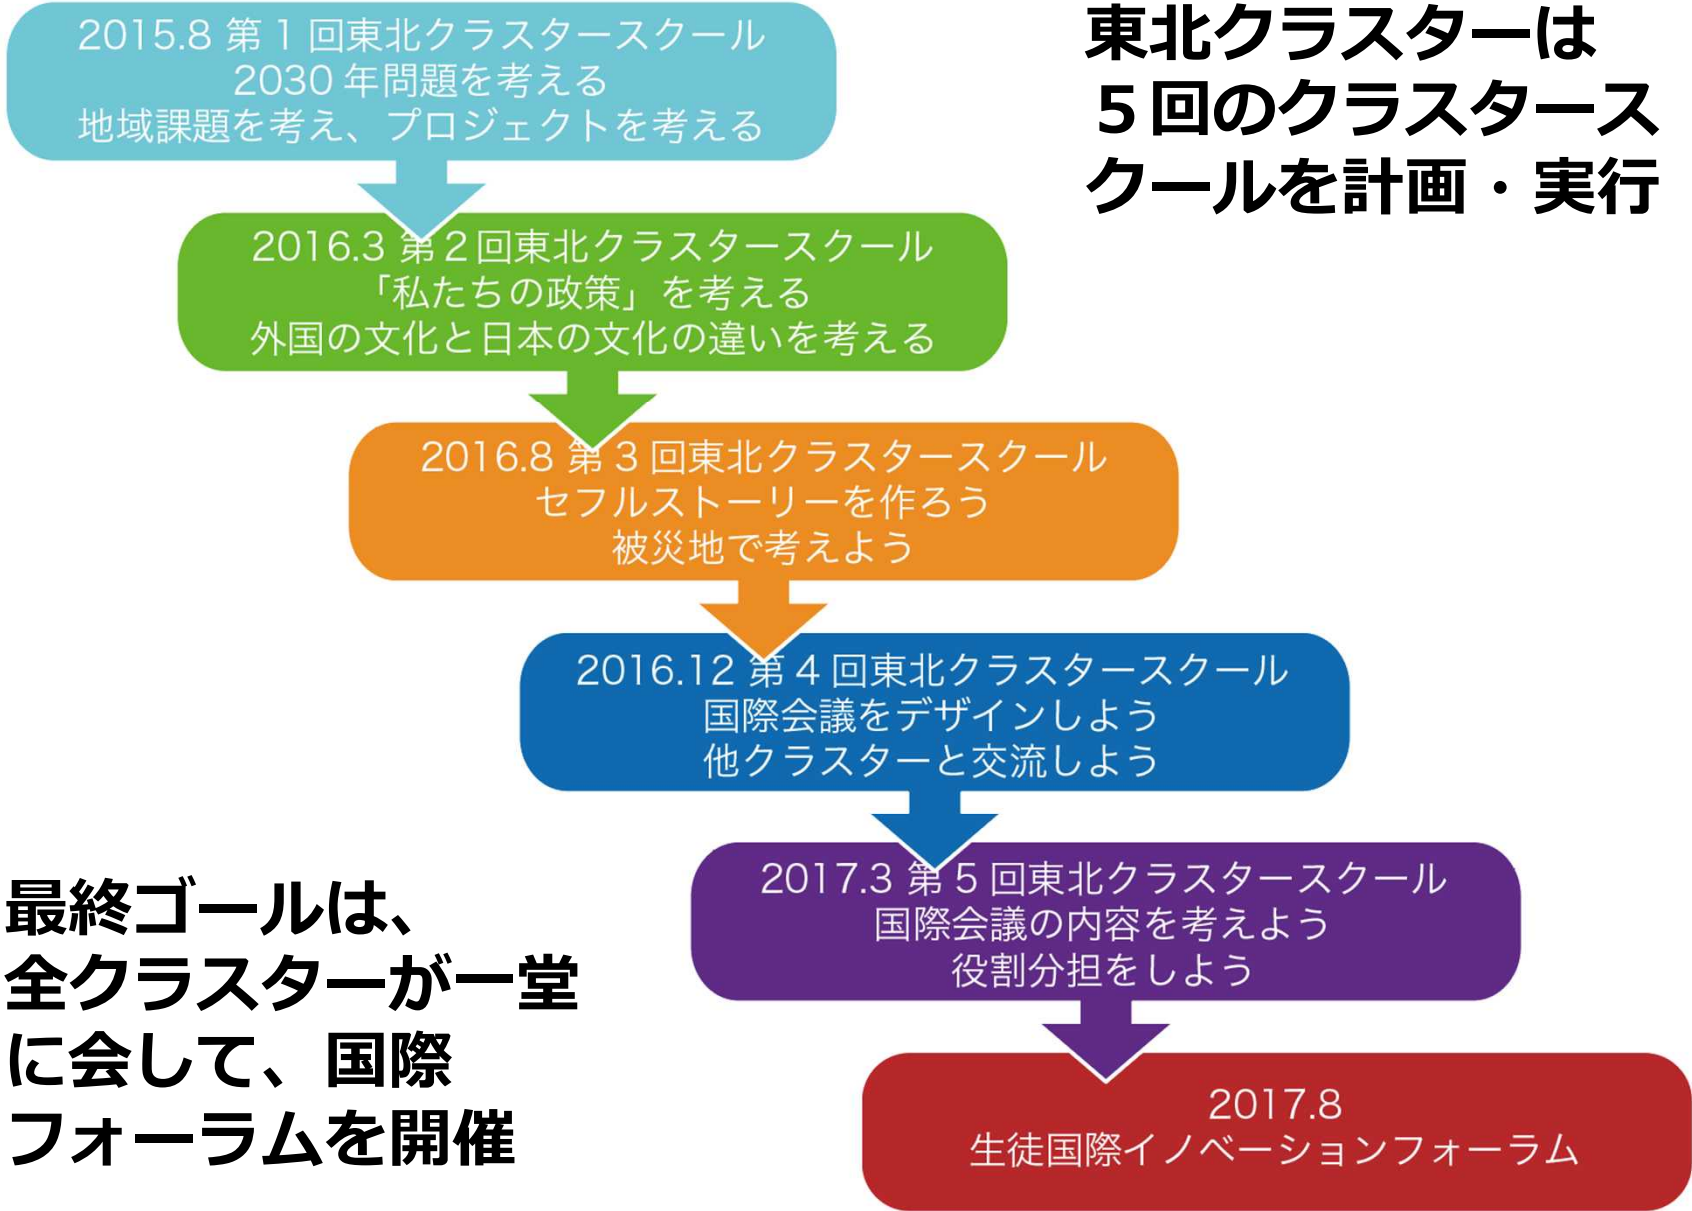 2015.8 第1回東北クラスタースクール
2030年問題を考える
地域課題を考え、プロジェクトを考える
東北クラスターは
5回のクラスタース
クールを計画・実行
2016.3 第2回東北クラスタースクール
「私たちの政策」を考える
外国の文化と日本の文化の違いを考える
2016.8 第3回東北クラスタースクール
セフルストーリーを作ろう
被災地で考えよう
2016.12 第4回東北クラスタースクール
国際会議をデザインしよう
他クラスターと交流しよう
2017.3 第5回東北クラスタースクール
国際会議の内容を考えよう
役割分担をしよう
最終ゴールは、
全クラスターが一堂
に会して、国際
フォーラムを開催
2017.8
生徒国際イノベーションフォーラム